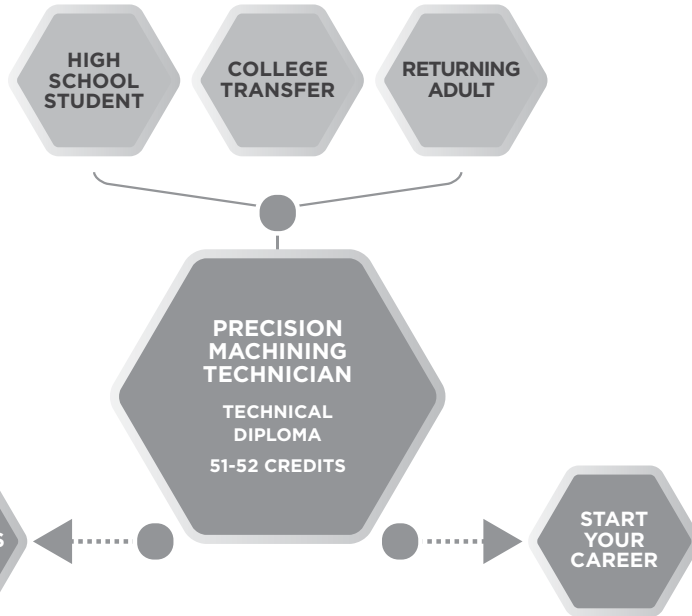 HIGH
SCHOOL
STUDENT
COLLEGE
TRANSFER
RETURNING
ADULT
PRECISION
MACHINING
TECHNICIAN
TECHNICAL
DIPLOMA
51-52 CREDITS
START
YOUR
CAREER